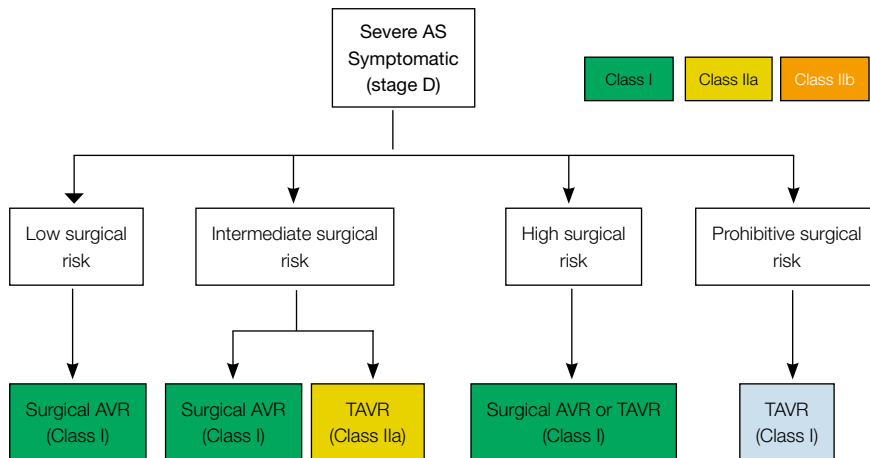 Severe AS
Symptomatic
(stage D)
Class I
Class IIa
Class IIb
Low surgical
risk
Intermediate surgical
risk
High surgical
risk
Prohibitive surgical
risk
Surgical AVR
(Class I)
Surgical AVR
(Class I)
TAVR
(Class IIa)
Surgical AVR or TAVR
(Class I)
TAVR
(Class I)